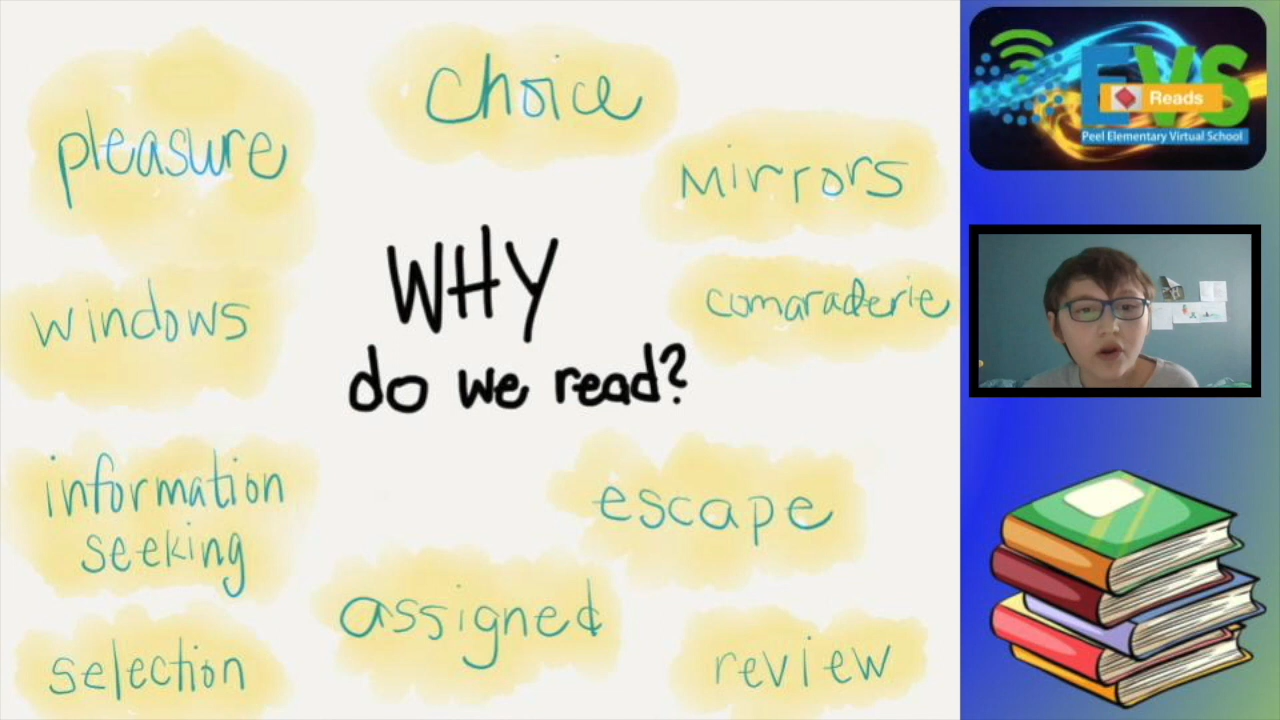 choice
pleasure
Mirrors
WHY
do we read?
windows
comaraderie
information
seeking
escape
assigned
selection
review
EVS
Reads
Peel Elementary Virtual School